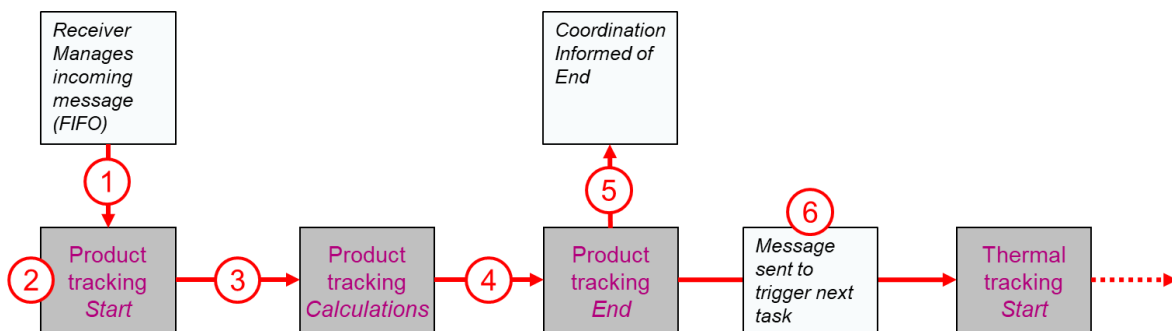 Receiver
Manages
incoming
message
(FIFO)
Coordination
Informed of
End
1
5
6
2
Product
tracking
Start
3
Product
tracking
Calculations
4
Product
tracking
End
Message
sent to
trigger next
task
Thermal
tracking
Start